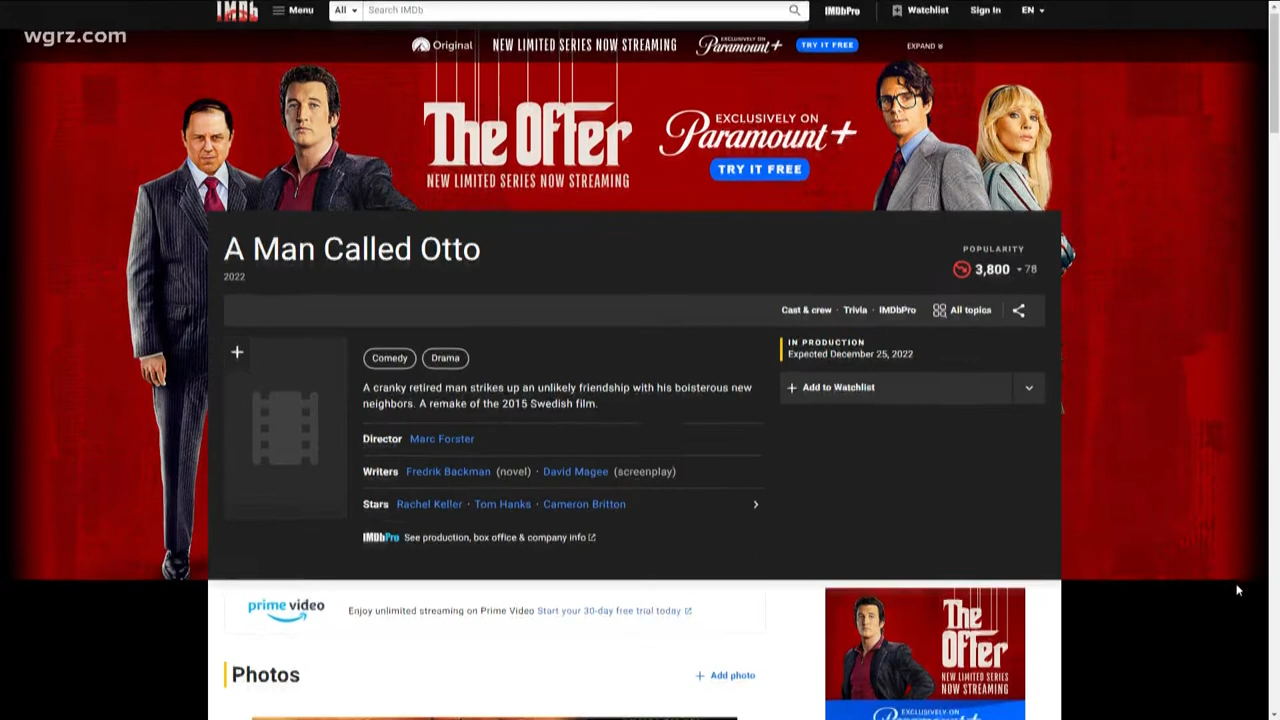 IMDb Menu All Search IMDb IMDbPro Watchlist Sign In EN
wgrz.com
Original NEW LIMITED SERIES NOW STREAMING EXCLUSIVELY ON Paramount+ TRY IT FREE EXPAND
The Offer
NEW LIMITED SERIES NOW STREAMING
EXCLUSIVELY ON
Paramount+
TRY IT FREE
A Man Called Otto
2022
POPULARITY
3,800 78
Cast & crew · Trivia · IMDbPro All topics
+
Comedy Drama
A cranky retired man strikes up an unlikely friendship with his boisterous new
neighbors. A remake of the 2015 Swedish film.
Director Marc Forster
Writers Fredrik Backman (novel) · David Magee (screenplay)
Stars Rachel Keller · Tom Hanks · Cameron Britton
IMDbPro See production, box office & company info
IN PRODUCTION
Expected December 25, 2022
+ Add to Watchlist
prime video Enjoy unlimited streaming on Prime Video Start your 30-day free trial today
Photos
+ Add photo
The
Offer
NEW LIMITED SERIES
NOW STREAMING
EXCLUSIVELY ON
Paramount+